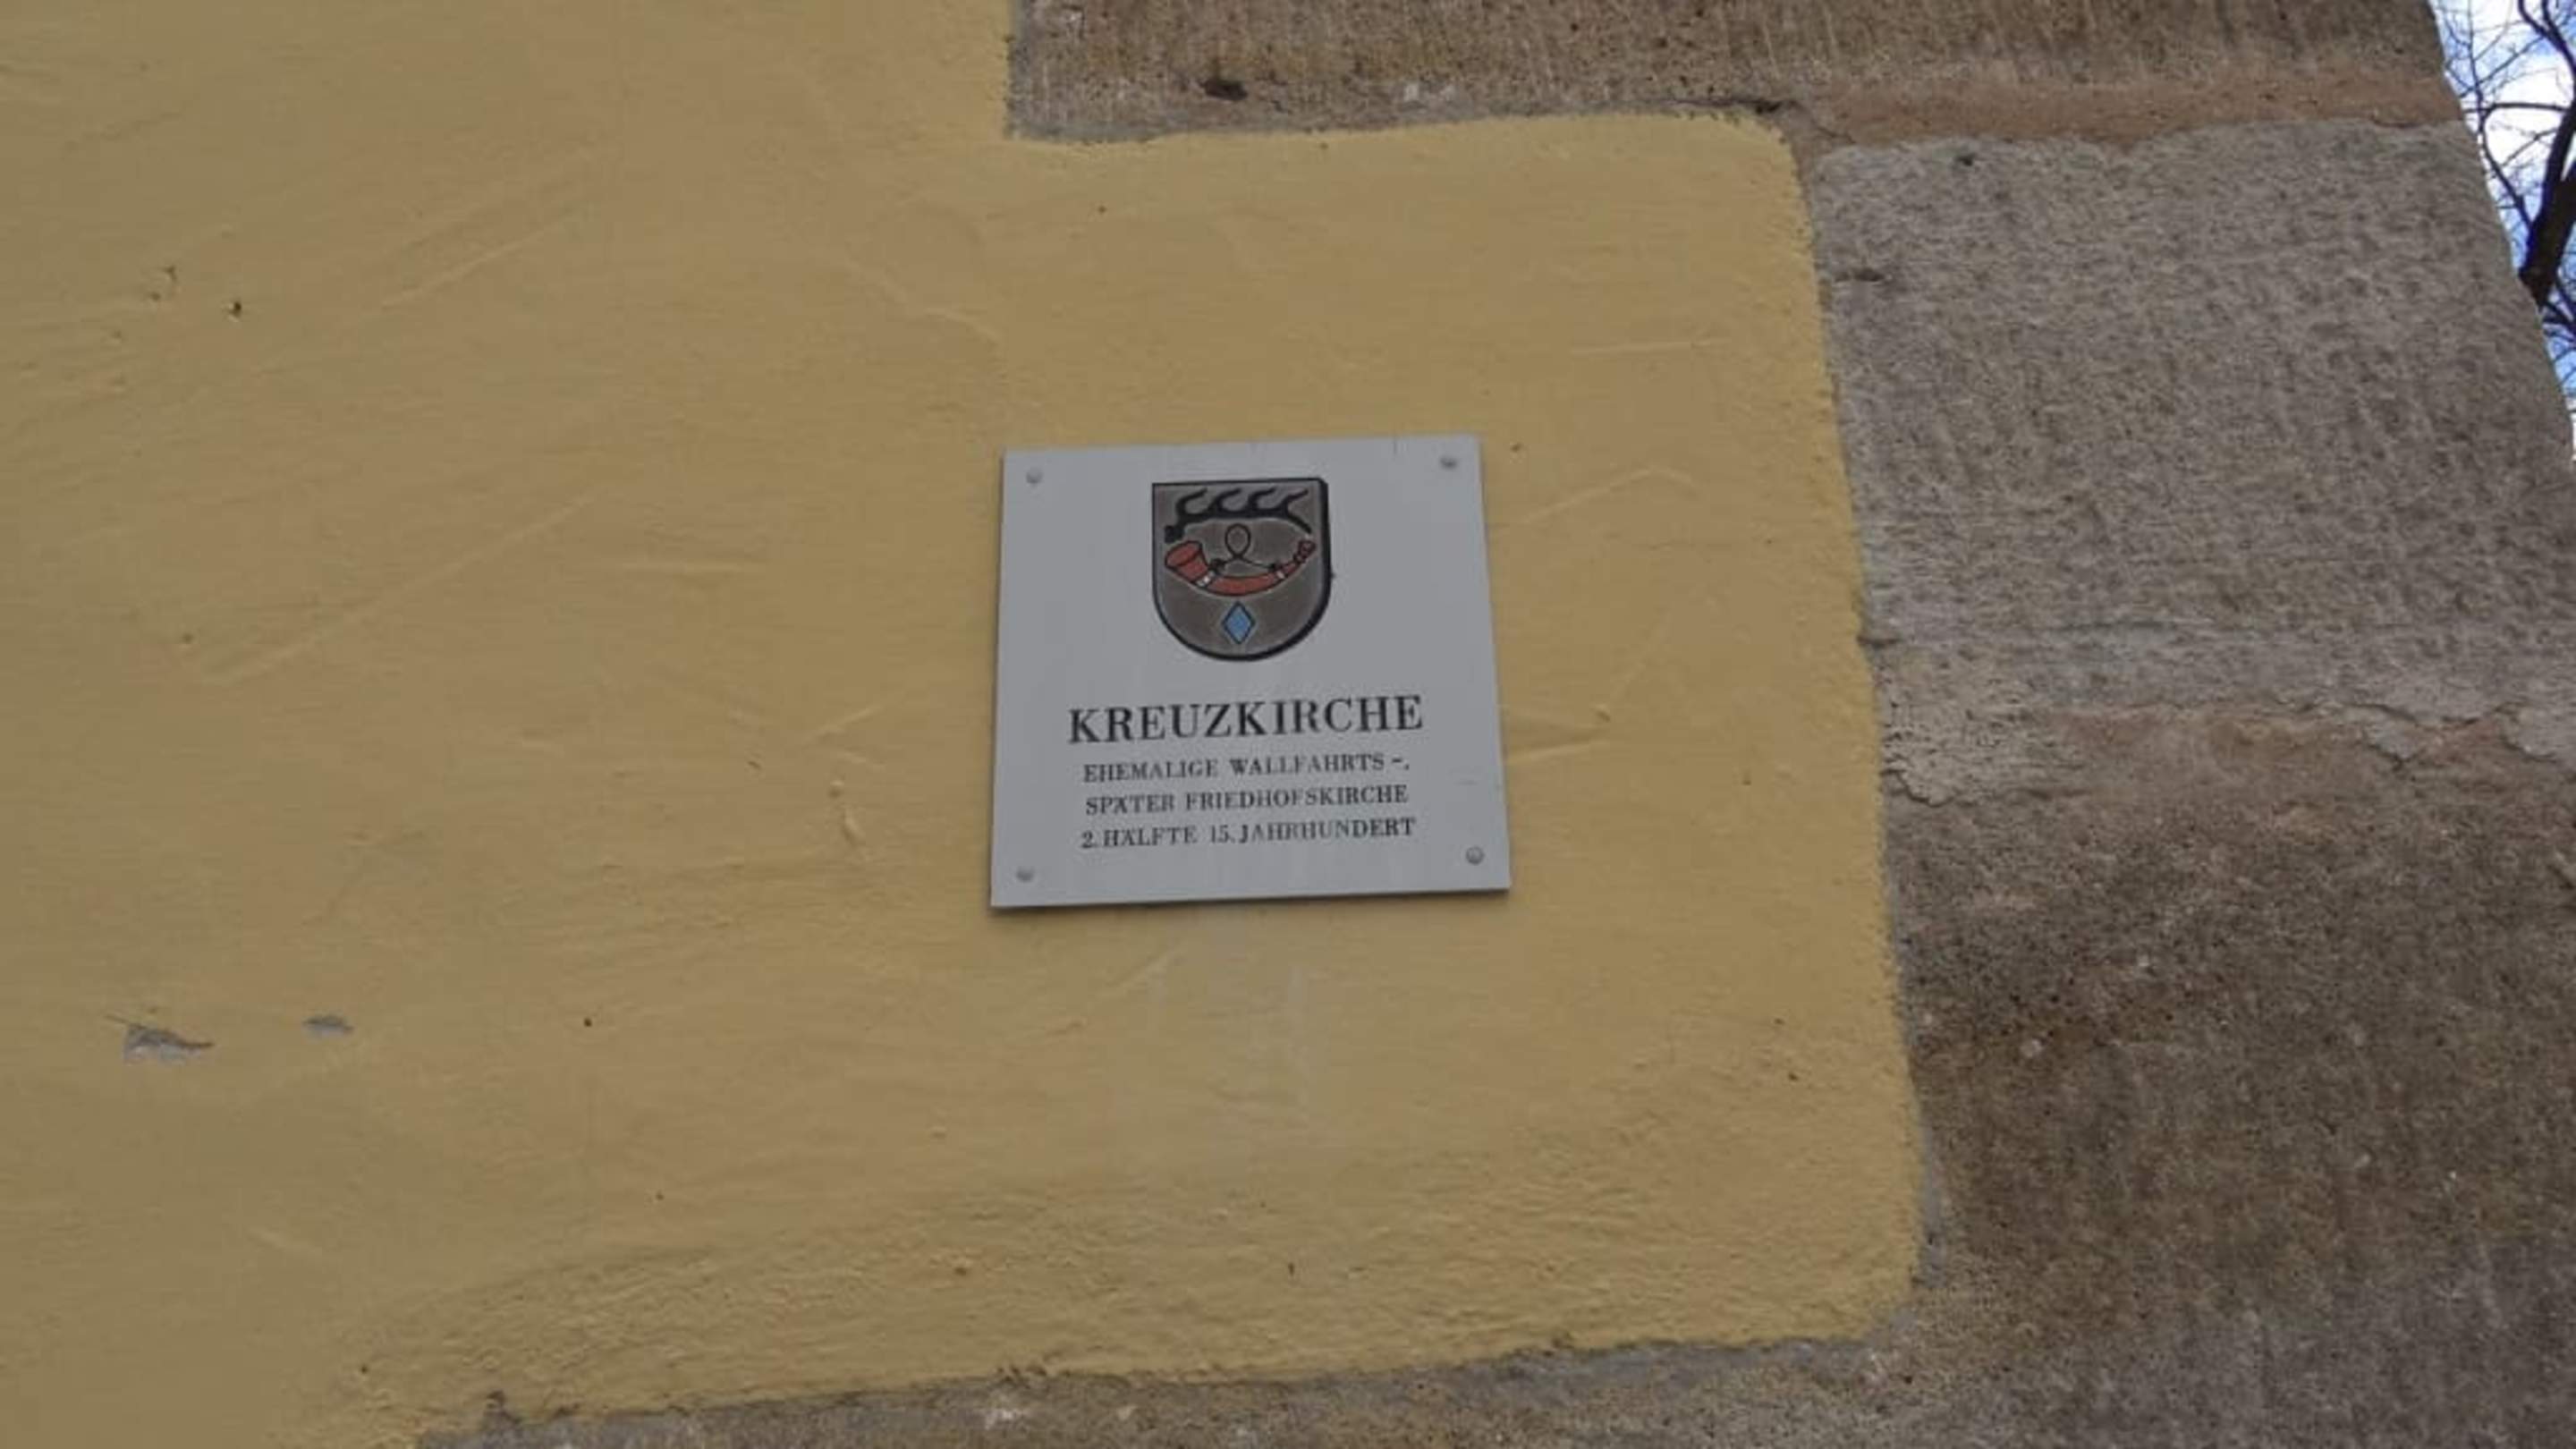 KREUZKIRCHE
EHEMALIGE WALLFAHRTS-,
SPÄTER FRIEDHOFSKIRCHE
2. HÄLFTE 15. JAHRHUNDERT